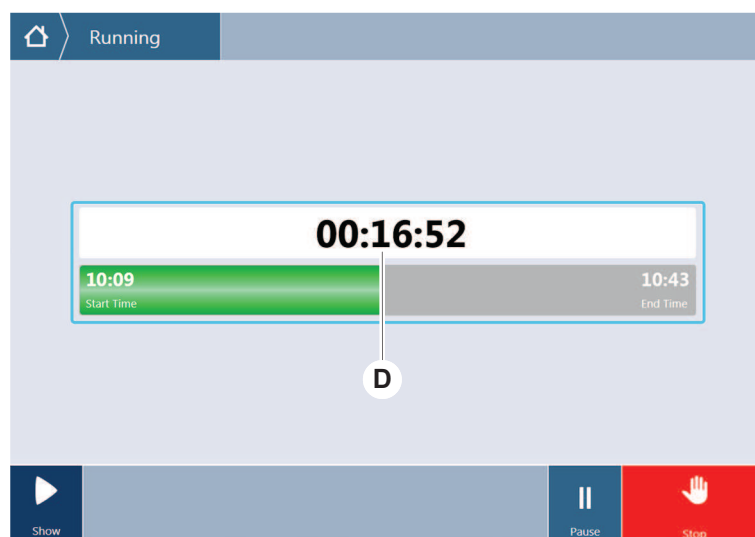 Running
00:16:52
10:09 10:43
Start Time End Time
D
Show Pause Stop